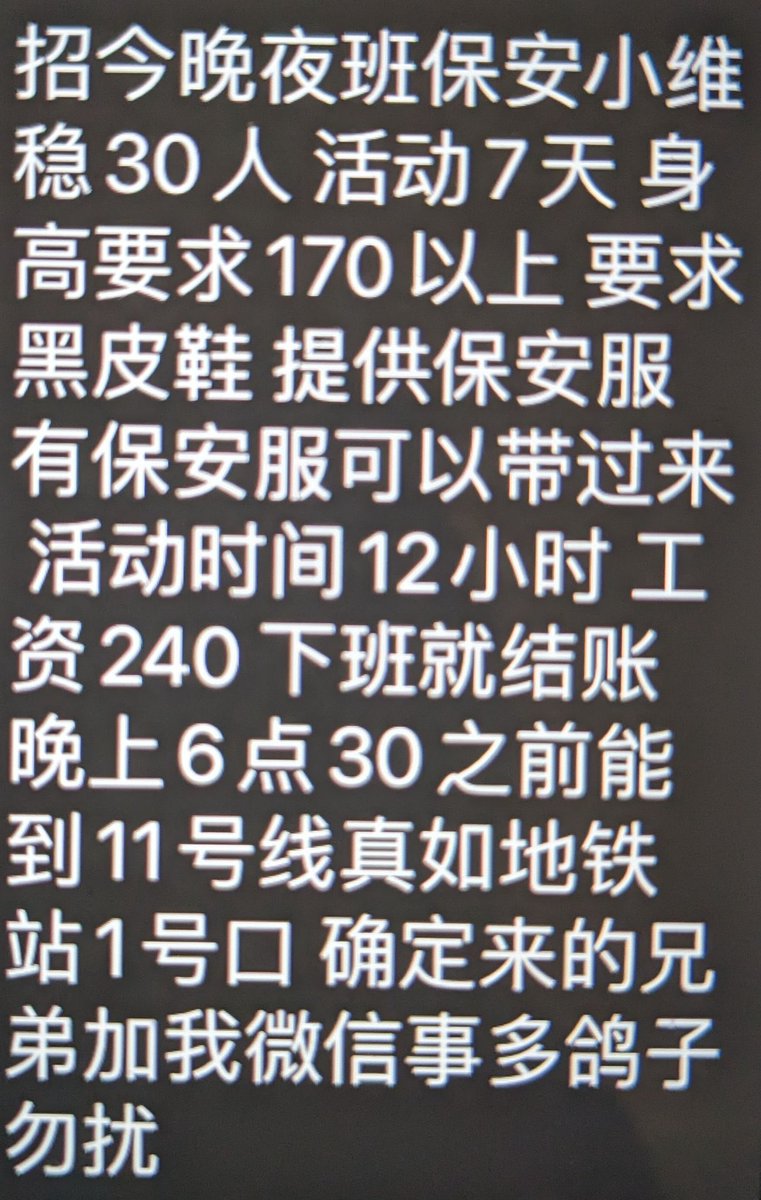 招今晚夜班保安小维
稳30人 活动7天 身
高要求170以上 要求
黑皮鞋 提供保安服
有保安服可以带过来
活动时间12小时 工
资240 下班就结账
晚上6点30之前能
到11号线真如地铁
站1号口 确定来的兄
弟加我微信事多鸽子
勿扰